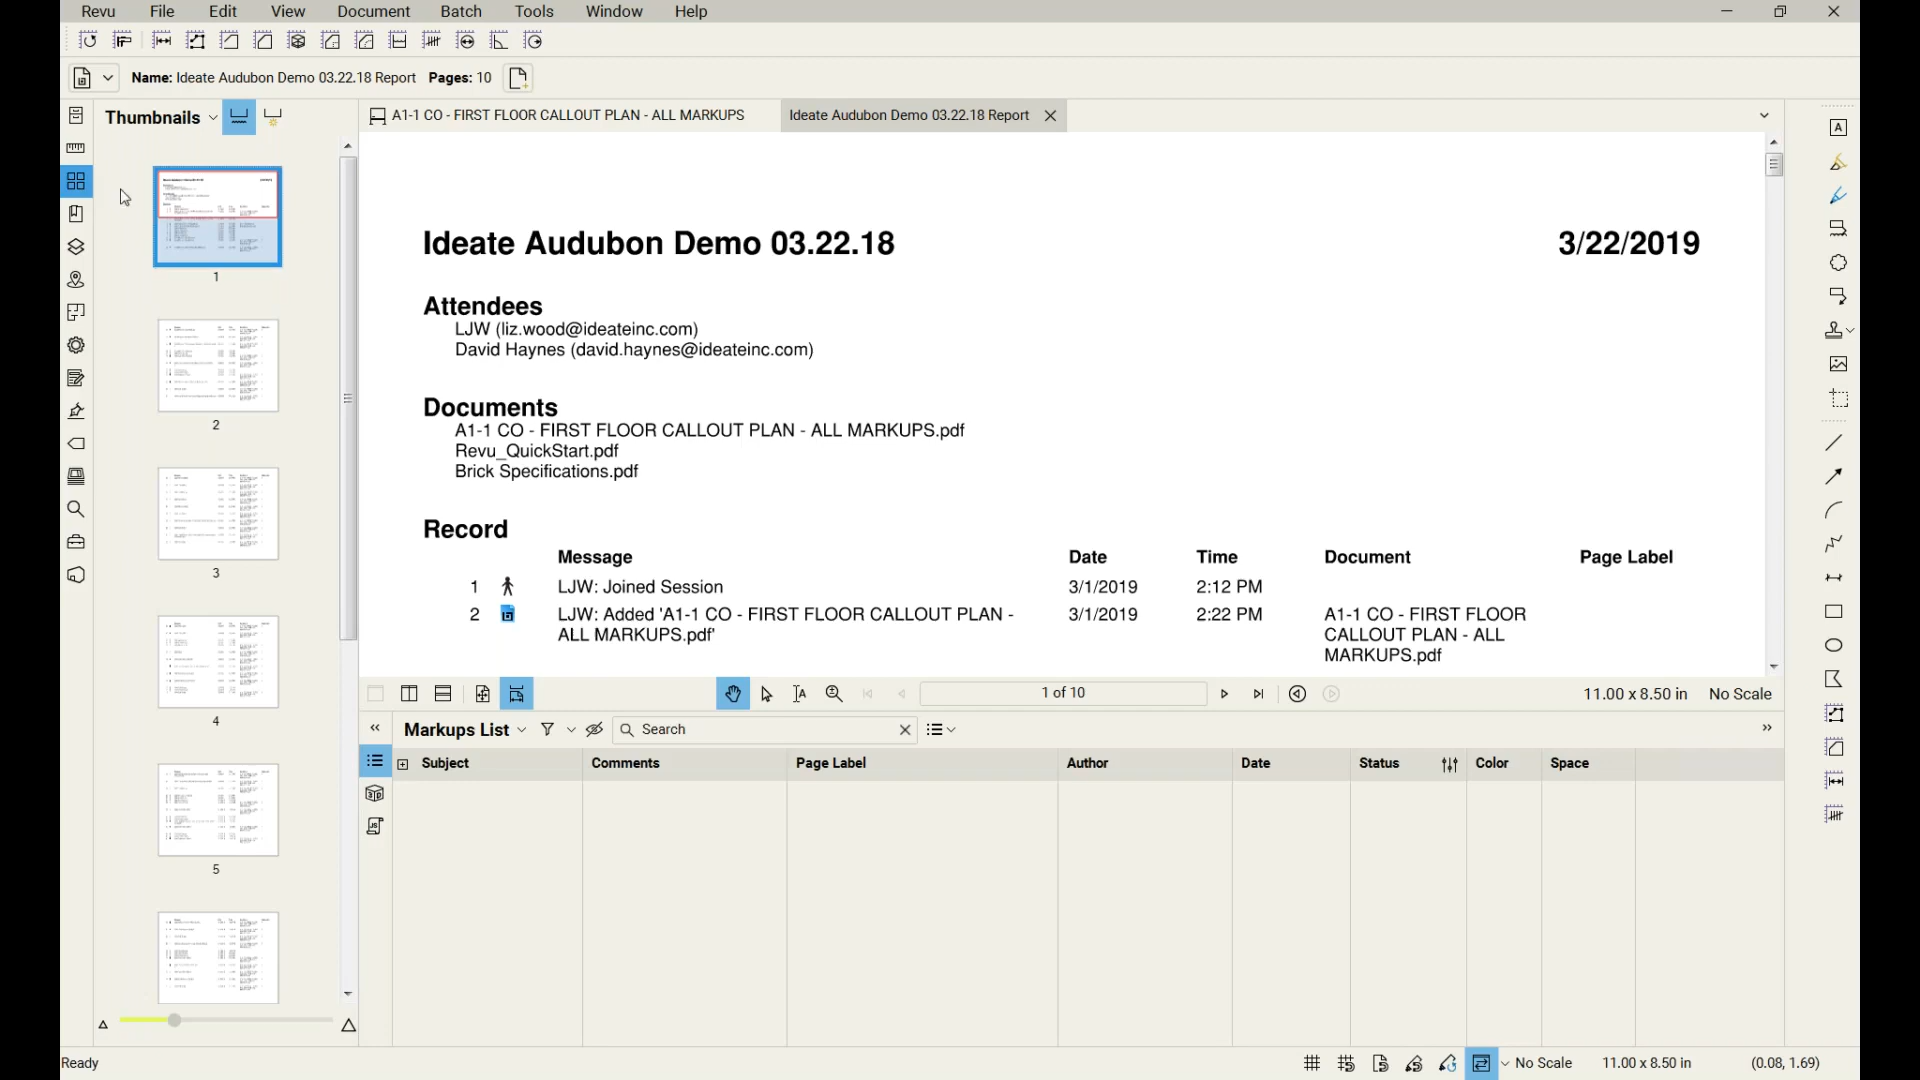 Revu File Edit View Document Batch Tools Window Help
Name: Ideate Audubon Demo 03.22.18 Report Pages: 10
Thumbnails
A1-1 CO - FIRST FLOOR CALLOUT PLAN - ALL MARKUPS
Ideate Audubon Demo 03.22.18 Report
1
2
3
4
5
Ideate Audubon Demo 03.22.18 3/22/2019
Attendees
LJW (liz.wood@ideateinc.com)
David Haynes (david.haynes@ideateinc.com)
Documents
A1-1 CO - FIRST FLOOR CALLOUT PLAN - ALL MARKUPS.pdf
Revu_QuickStart.pdf
Brick Specifications.pdf
Record
Message Date Time Document Page Label
1 LJW: Joined Session 3/1/2019 2:12 PM
2 LJW: Added 'A1-1 CO - FIRST FLOOR CALLOUT PLAN - 3/1/2019 2:22 PM A1-1 CO - FIRST FLOOR
ALL MARKUPS.pdf' CALLOUT PLAN - ALL
MARKUPS.pdf
1 of 10 11.00 x 8.50 in No Scale
Markups List Search
Subject Comments Page Label Author Date Status Color Space
Ready No Scale 11.00 x 8.50 in (0.08, 1.69)